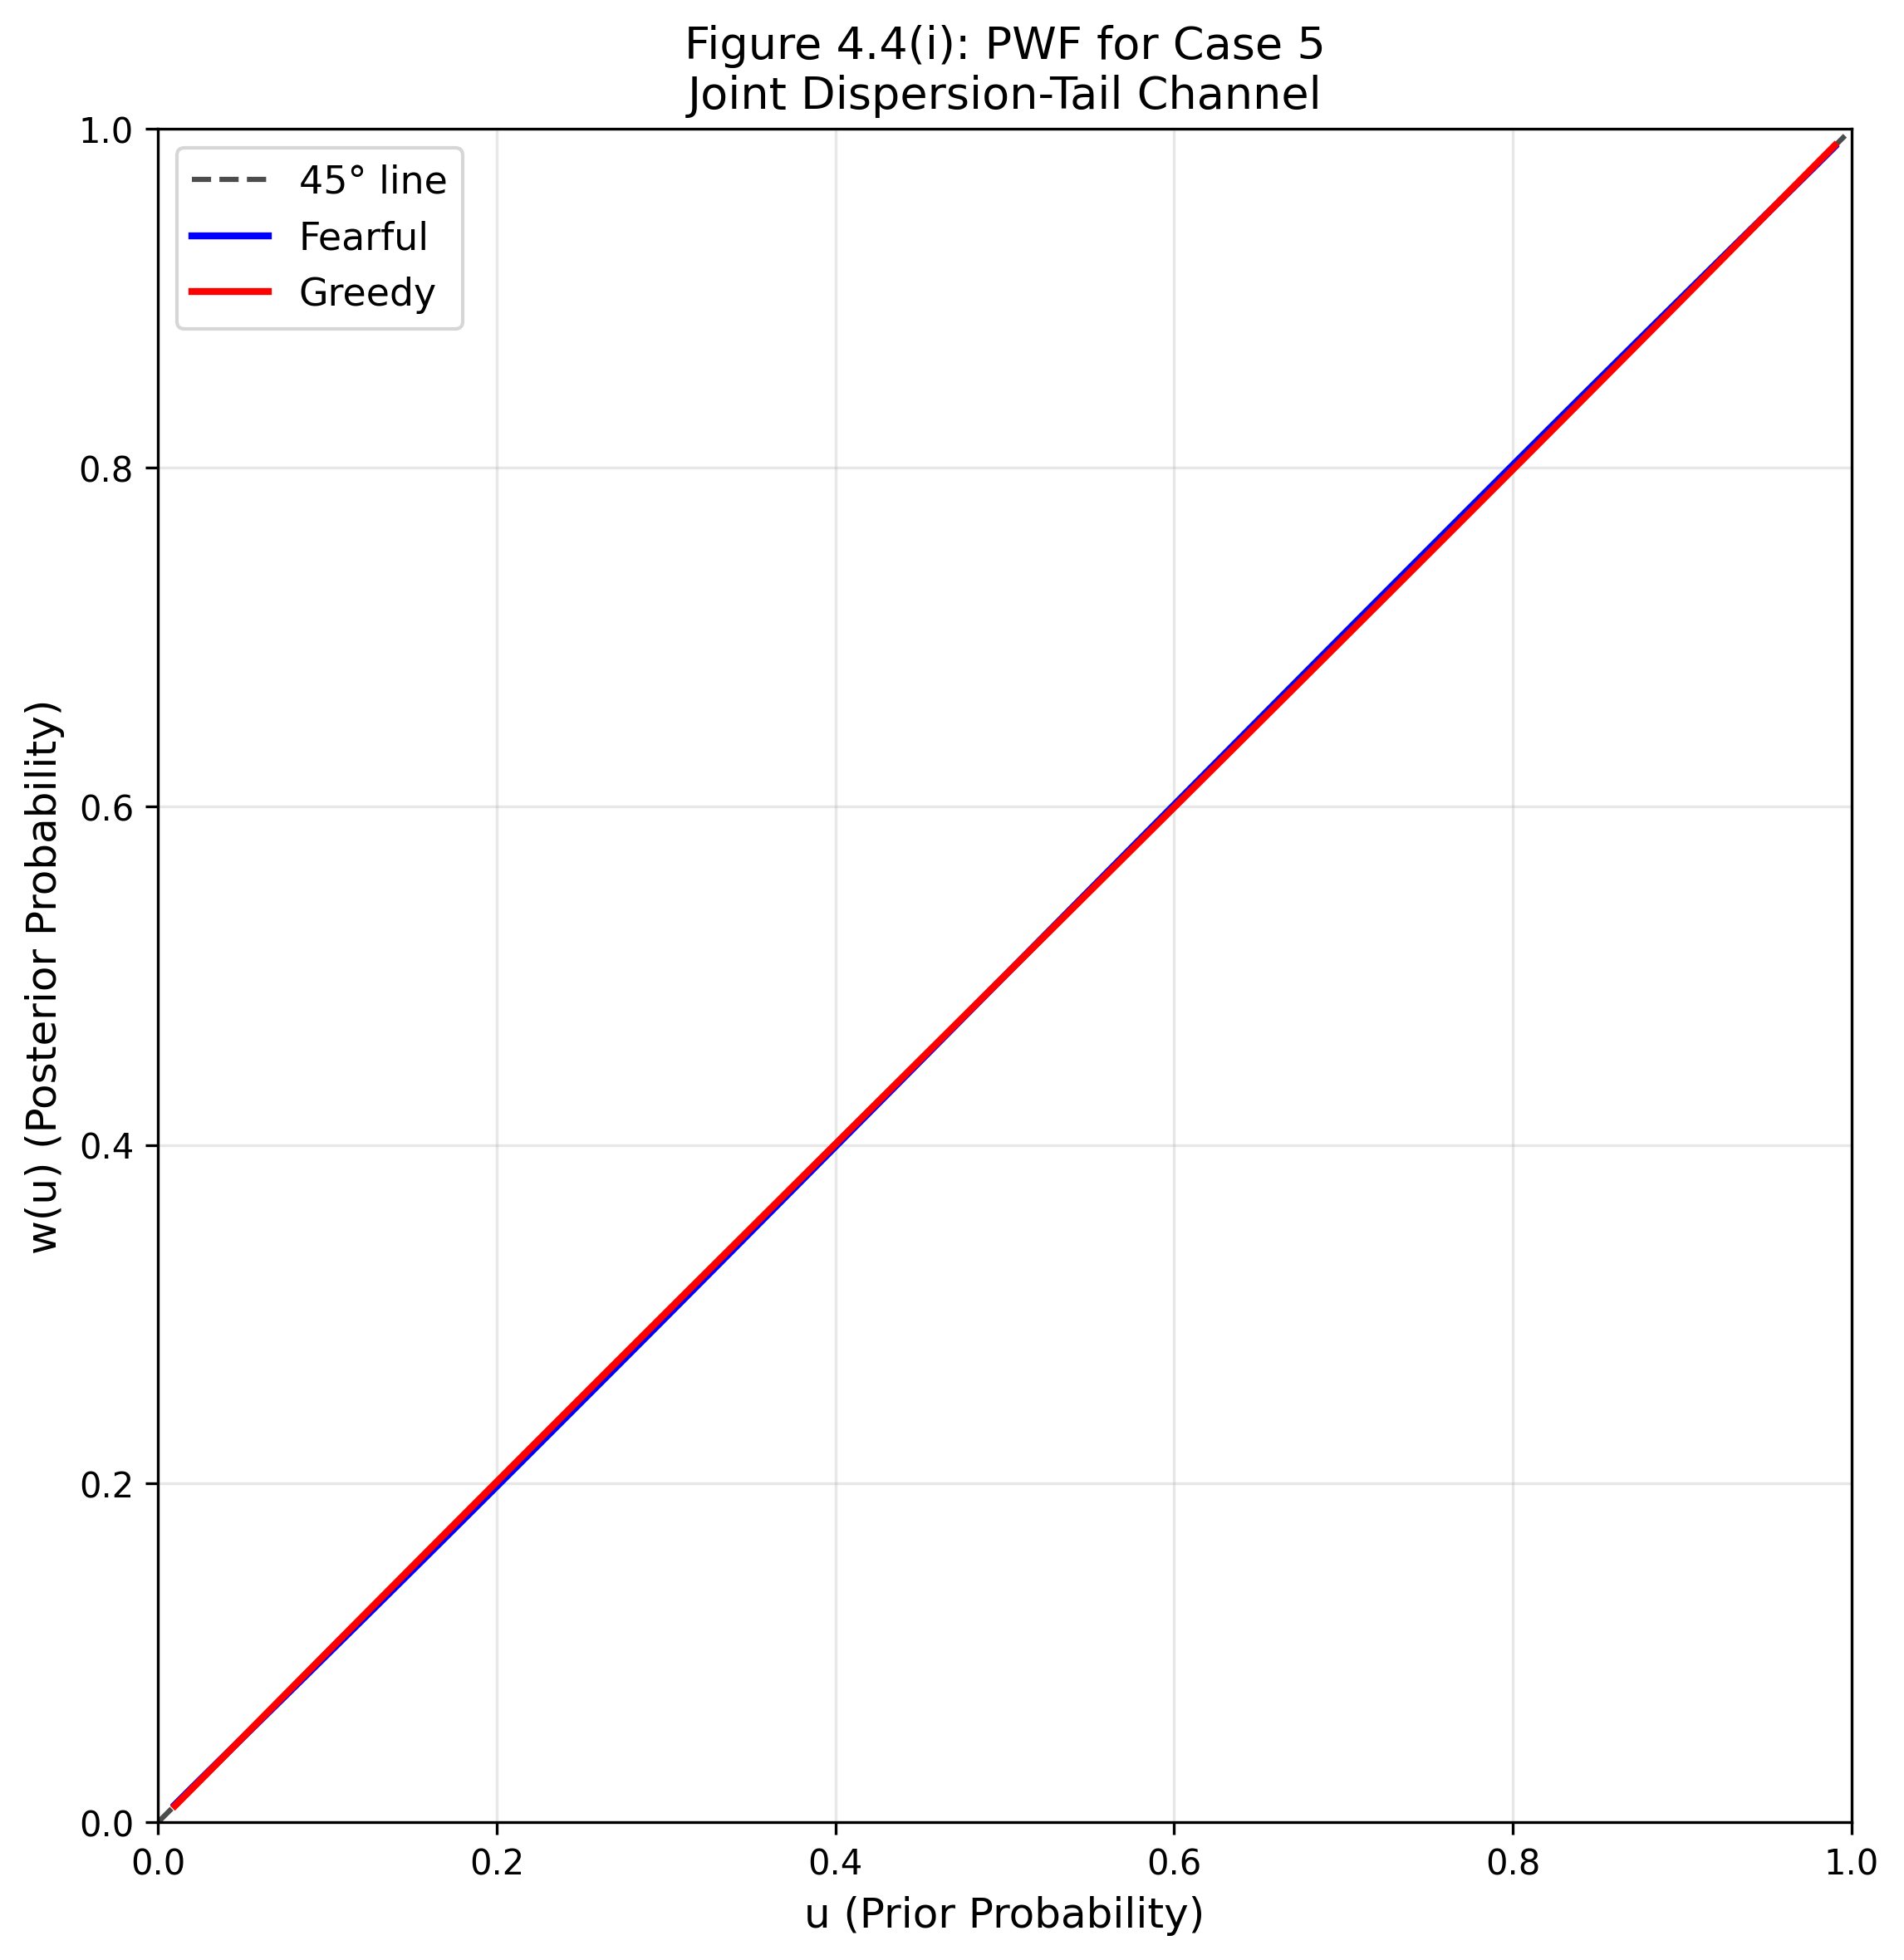 Figure 4.4(i): PWF for Case 5
Joint Dispersion-Tail Channel
1.0
0.8
0.6
0.4
0.2
0.0
45° line
Fearful
Greedy
w(u) (Posterior Probability)
0.0 0.2 0.4 0.6 0.8 1.0
u (Prior Probability)